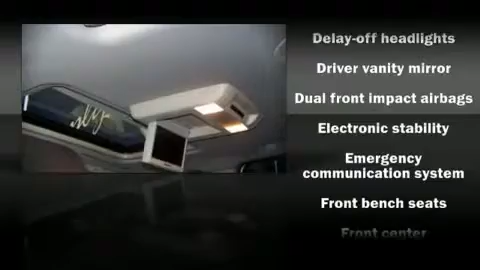 Delay-off headlights
Driver vanity mirror
Dual front impact airbags
Electronic stability
Emergency
communication system
Front bench seats
Front center